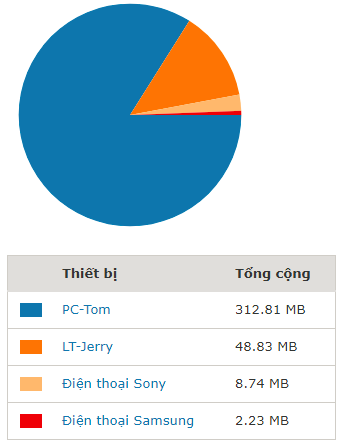 Thiết bị Tổng cộng
PC-Tom 312.81 MB
LT-Jerry 48.83 MB
Điện thoại Sony 8.74 MB
Điện thoại Samsung 2.23 MB